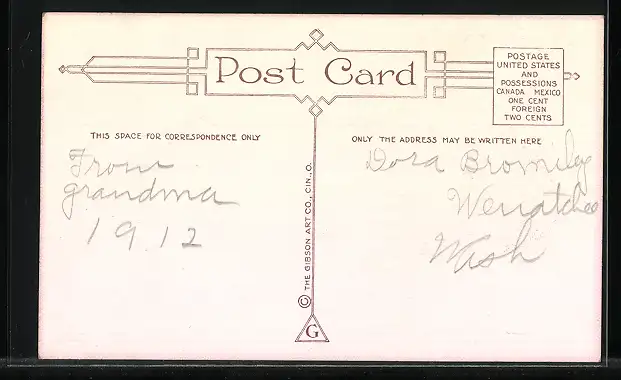 Post Card
POSTAGE
UNITED STATES
AND
POSSESSIONS
CANADA MEXICO
ONE CENT
FOREIGN
TWO CENTS
THIS SPACE FOR CORRESPONDENCE ONLY
ONLY THE ADDRESS MAY BE WRITTEN HERE
From
grandma
1912
© THE GIBSON ART CO., CIN., O.
G
Dora Bromiley
Wenatchee
Wash